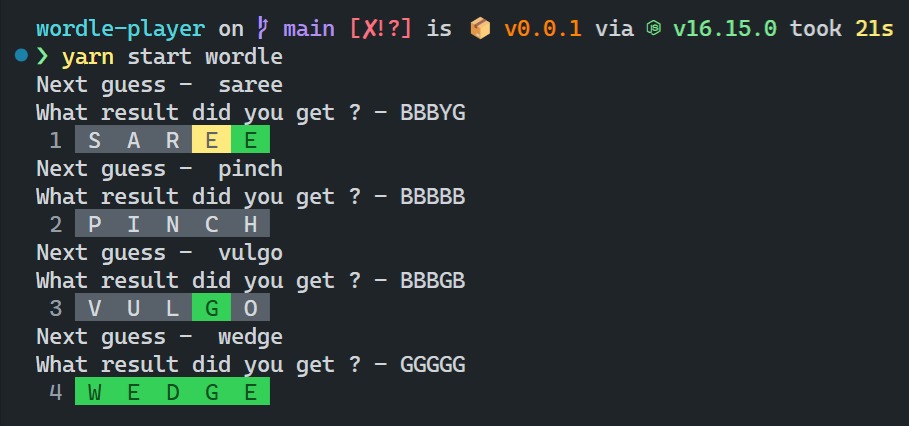 wordle-player on main [✘!?] is 📦 v0.0.1 via v16.15.0 took 21s
❯ yarn start wordle
Next guess -  saree
What result did you get ? - BBBYG
1 S A R E E
Next guess -  pinch
What result did you get ? - BBBBB
2 P I N C H
Next guess -  vulgo
What result did you get ? - BBBGB
3 V U L G O
Next guess -  wedge
What result did you get ? - GGGGG
4 W E D G E